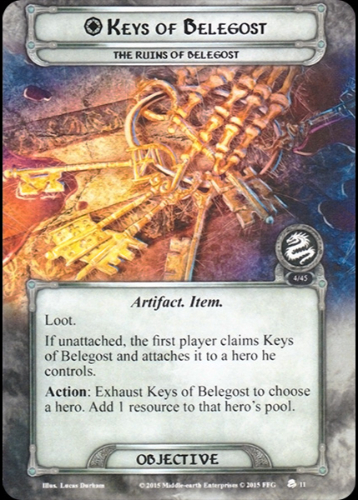 Keys of Belegost
The Ruins of Belegost
4/45
Artifact. Item.
Loot.
If unattached, the first player claims Keys
of Belegost and attaches it to a hero he
controls.
Action: Exhaust Keys of Belegost to choose
a hero. Add 1 resource to that hero's pool.
Objective
Illus. Lucas Durham
© 2015 Middle-earth Enterprises © 2015 FFG
11